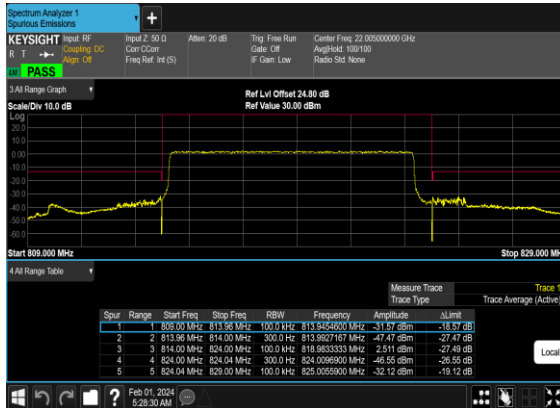 Spectrum Analyzer 1
Spurious Emissions
+
KEYSIGHT Input: RF Input Z: 50 Ω Atten: 20 dB Trig: Free Run Center Freq: 22.005000000 GHz
R T Coupling: DC Corr CCorr Gate: Off Avg|Hold: 100/100
Align: Off Freq Ref: Int (S) IF Gain: Low Radio Std: None
LXI PASS
3 All Range Graph
Ref Lvl Offset 24.80 dB
Scale/Div 10.0 dB Ref Value 30.00 dBm
Log
20.0
10.0
0.00
-10.0
-20.0
-30.0
-40.0
-50.0
-60.0
Start 809.000 MHz Stop 829.000 MH
4 All Range Table
Measure Trace Trace 1
Trace Type Trace Average (Active)
Spur Range Start Freq Stop Freq RBW Frequency Amplitude ΔLimit
1 1 809.00 MHz 813.96 MHz 100.0 kHz 813.9454600 MHz -31.57 dBm -18.57 dB
2 2 813.96 MHz 814.00 MHz 300.0 Hz 813.9927167 MHz -47.47 dBm -27.47 dB
3 3 814.00 MHz 824.00 MHz 100.0 kHz 818.9833333 MHz 2.511 dBm -27.49 dB
4 4 824.00 MHz 824.04 MHz 300.0 Hz 824.0096900 MHz -46.55 dBm -26.55 dB
5 5 824.04 MHz 829.00 MHz 100.0 kHz 825.0055900 MHz -32.12 dBm -19.12 dB
Local
? Feb 01, 2024
5:28:30 AM